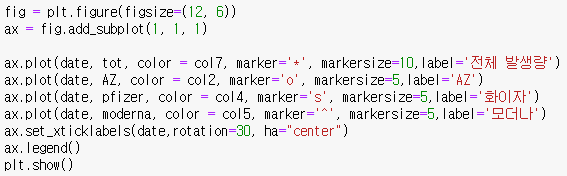 fig = plt.figure(figsize=(12, 6))
ax = fig.add_subplot(1, 1, 1)
ax.plot(date, tot, color = col7, marker='*', markersize=10,label='전체 발생량')
ax.plot(date, AZ, color = col2, marker='o', markersize=5,label='AZ')
ax.plot(date, pfizer, color = col4, marker='s', markersize=5,label='화이자')
ax.plot(date, moderna, color = col5, marker='^', markersize=5,label='모더나')
ax.set_xticklabels(date,rotation=30, ha="center")
ax.legend()
plt.show()